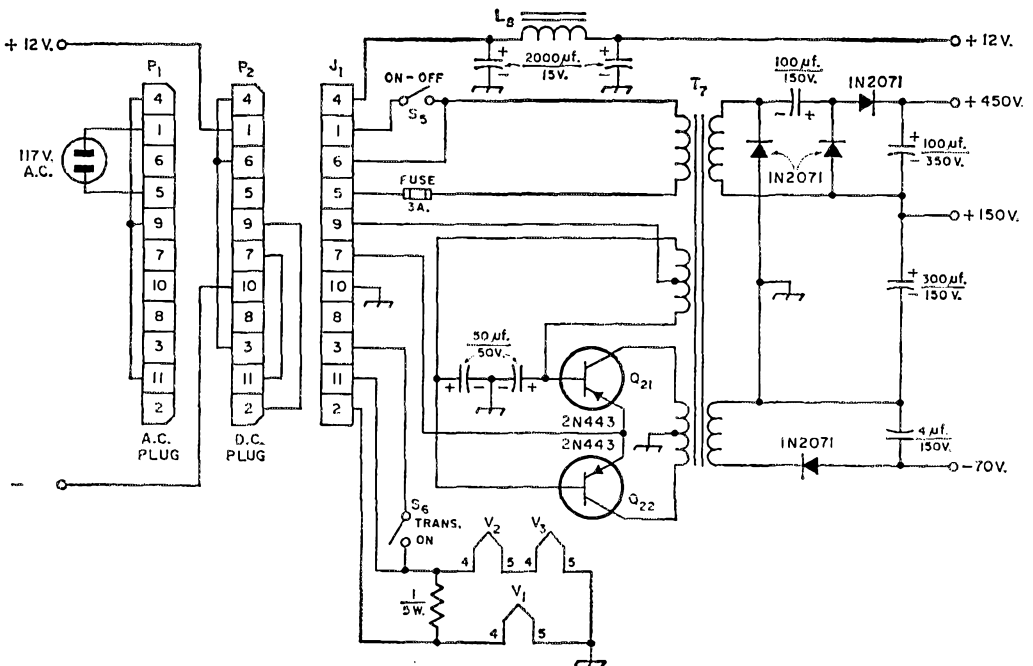 L8
+ 12 V.
+ 12 V.
P1
P2
J1
2000 µf.
15 V.
ON-OFF
S5
T7
100 µf.
150 V.
1N2071
+ 450V.
4
1
6
5
9
7
10
8
3
11
2
4
1
6
5
9
7
10
8
3
11
2
4
1
6
5
9
7
10
8
3
11
2
117 V.
A.C.
FUSE
3A.
1N2071
100 µf.
350 V.
+ 150 V.
300 µf.
150 V.
50 µf.
50V.
Q21
2N443
2N443
Q22
A.C.
PLUG
D.C.
PLUG
1N2071
4 µf.
150V.
- 70 V.
S6
TRANS.
ON
V2
V3
4
5
4
5
1
5W.
V1
4
5